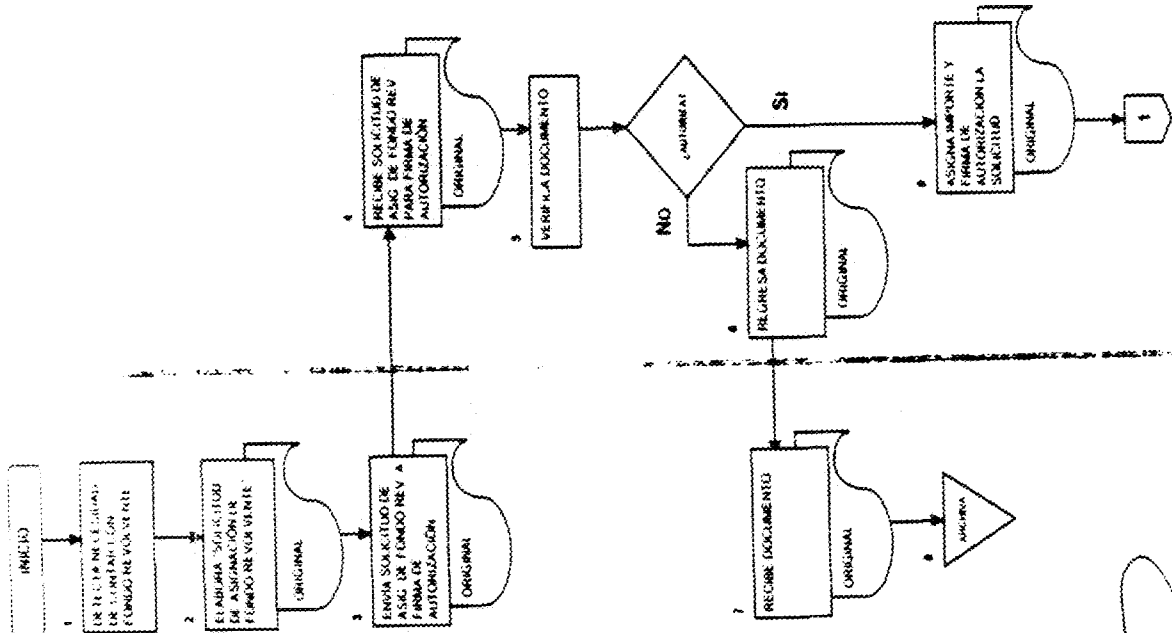 INICIO
1
DETECTA NECESIDAD
DE CONTAR CON
FONDO REVOLVENTE
2
ELABORA "SOLICITUD
DE ASIGNACIÓN DE
FONDO REVOLVENTE
ORIGINAL
3
ENVIA SOLICITUD DE
ASIG DE FONDO REV A
FIRMA DE
AUTORIZACIÓN
ORIGINAL
4
RECIBE SOLICITUD DE
ASIG DE FONDO REV
PARA FIRMA DE
AUTORIZACIÓN
ORIGINAL
5
VERIFICA DOCUMENTO
¿AUTORIZA?
NO
SI
6
REGRESA DOCUMENTO
ORIGINAL
7
RECIBE DOCUMENTO
ORIGINAL
ARCHIVA
ASIGNA IMPORTE Y
FIRMA DE
AUTORIZACION LA
SOLICITUD
ORIGINAL
1